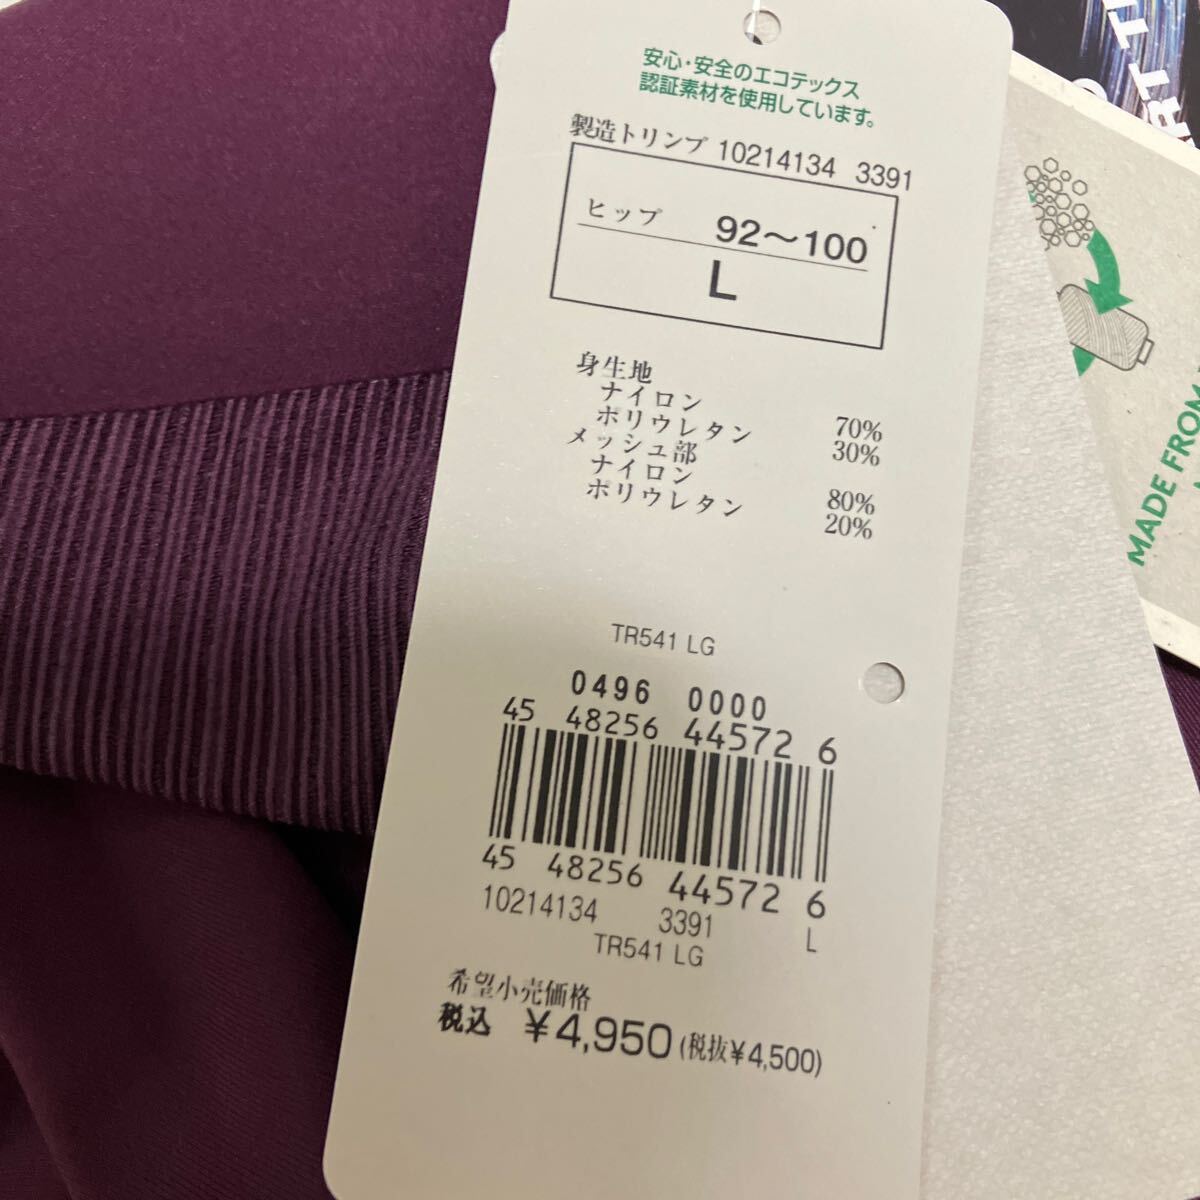 安心・安全のエコテックス
認証素材を使用しています。
製造トリンプ 10214134 3391
ヒップ 92〜100
L
身生地
ナイロン 70%
ポリウレタン 30%
メッシュ部
ナイロン 80%
ポリウレタン 20%
TR541 LG
0496 0000
45 48256 44572 6
45 48256 44572 6
10214134 3391 L
TR541 LG
希望小売価格
税込 ¥4,950 (税抜¥4,500)
MADE FROM